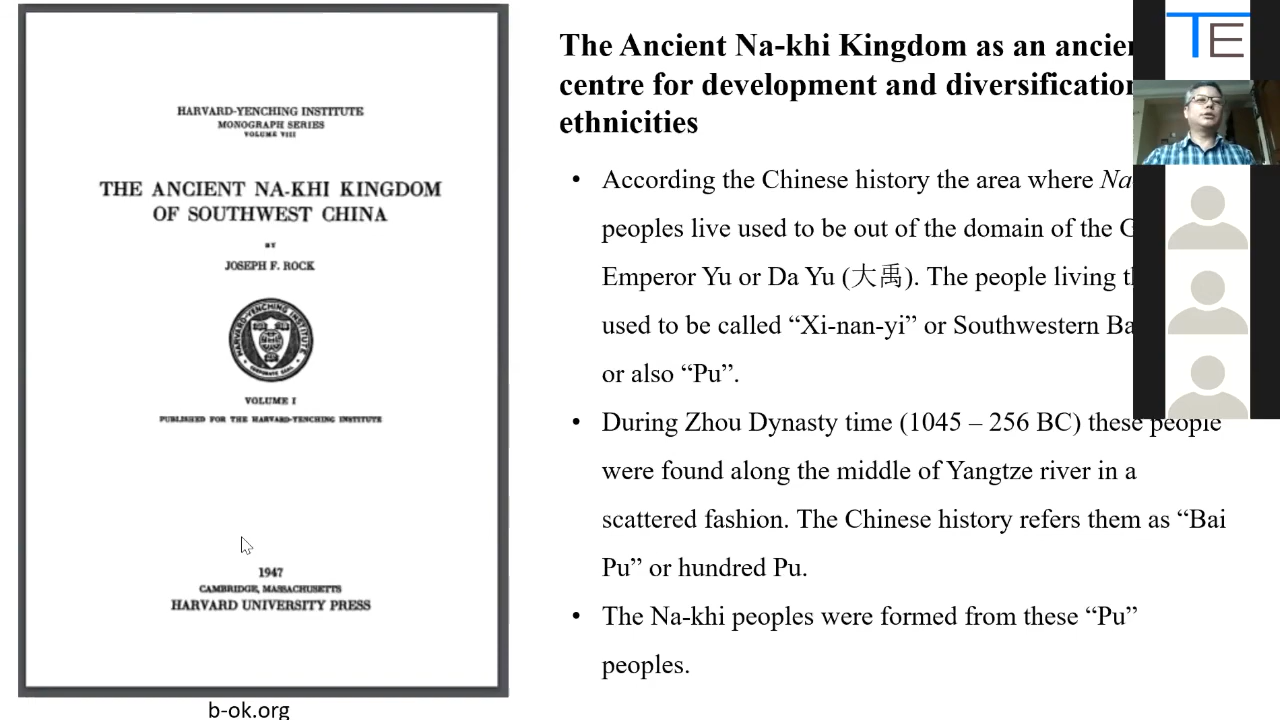 HARVARD-YENCHING INSTITUTE
MONOGRAPH SERIES
VOLUME VIII
THE ANCIENT NA-KHI KINGDOM
OF SOUTHWEST CHINA
BY
JOSEPH F. ROCK
VOLUME I
PUBLISHED FOR THE HARVARD-YENCHING INSTITUTE
1947
CAMBRIDGE, MASSACHUSETTS
HARVARD UNIVERSITY PRESS
b-ok.org
The Ancient Na-khi Kingdom as an
centre for development and
ethnicities
• According the Chinese history the area where
peoples live used to be out of the domain of the
Emperor Yu or Da Yu (大禹). The people living
used to be called “Xi-nan-yi” or Southwestern
or also “Pu”.
• During Zhou Dynasty time (1045 – 256 BC) these people
were found along the middle of Yangtze river in a
scattered fashion. The Chinese history refers them as “Bai
Pu” or hundred Pu.
• The Na-khi peoples were formed from these “Pu”
peoples.
TE